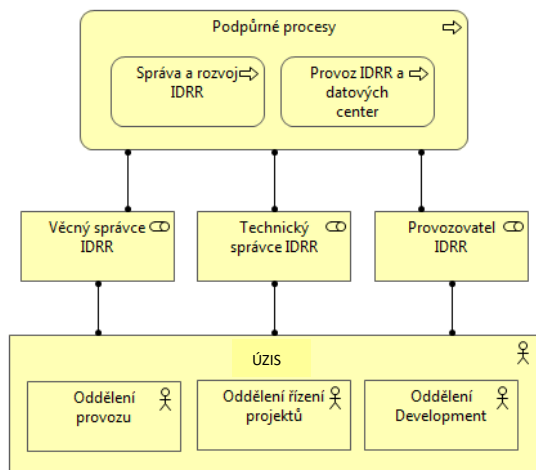 Podpůrné procesy
Správa a rozvoj
IDRR
Provoz IDRR a
datových
center
Věcný správce
IDRR
Technický
správce IDRR
Provozovatel
IDRR
ÚZIS
Oddělení
provozu
Oddělení řízení
projektů
Oddělení
Development